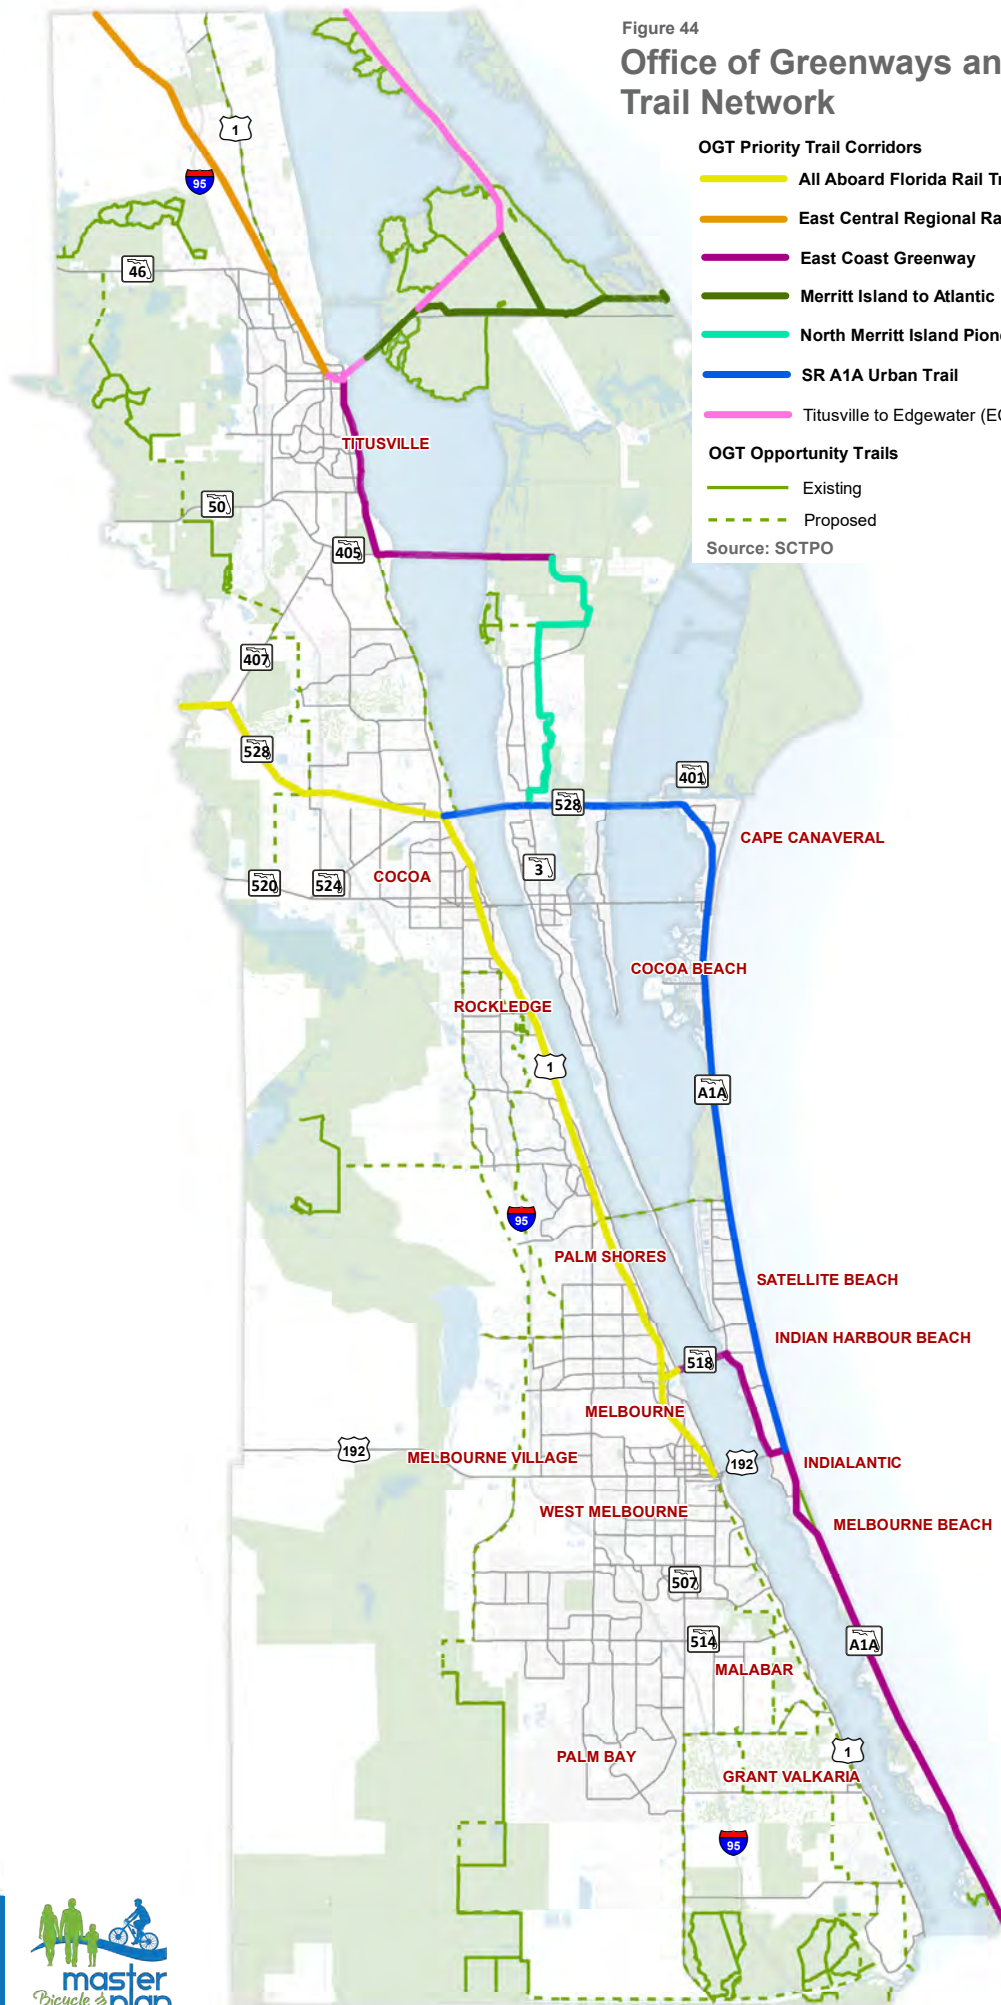 Figure 44
Office of Greenways an
Trail Network
OGT Priority Trail Corridors
All Aboard Florida Rail Tr
East Central Regional Ra
East Coast Greenway
Merritt Island to Atlantic
North Merritt Island Pion
SR A1A Urban Trail
Titusville to Edgewater (E
OGT Opportunity Trails
Existing
Proposed
Source: SCTPO
1
95
46
TITUSVILLE
50
405
407
528
401
528
CAPE CANAVERAL
3
COCOA
520
524
COCOA BEACH
ROCKLEDGE
1
A1A
95
PALM SHORES
SATELLITE BEACH
INDIAN HARBOUR BEACH
518
MELBOURNE
192
MELBOURNE VILLAGE
192
INDIALANTIC
WEST MELBOURNE
MELBOURNE BEACH
507
514
A1A
MALABAR
1
PALM BAY
GRANT VALKARIA
95
master
Bicycle &
plan